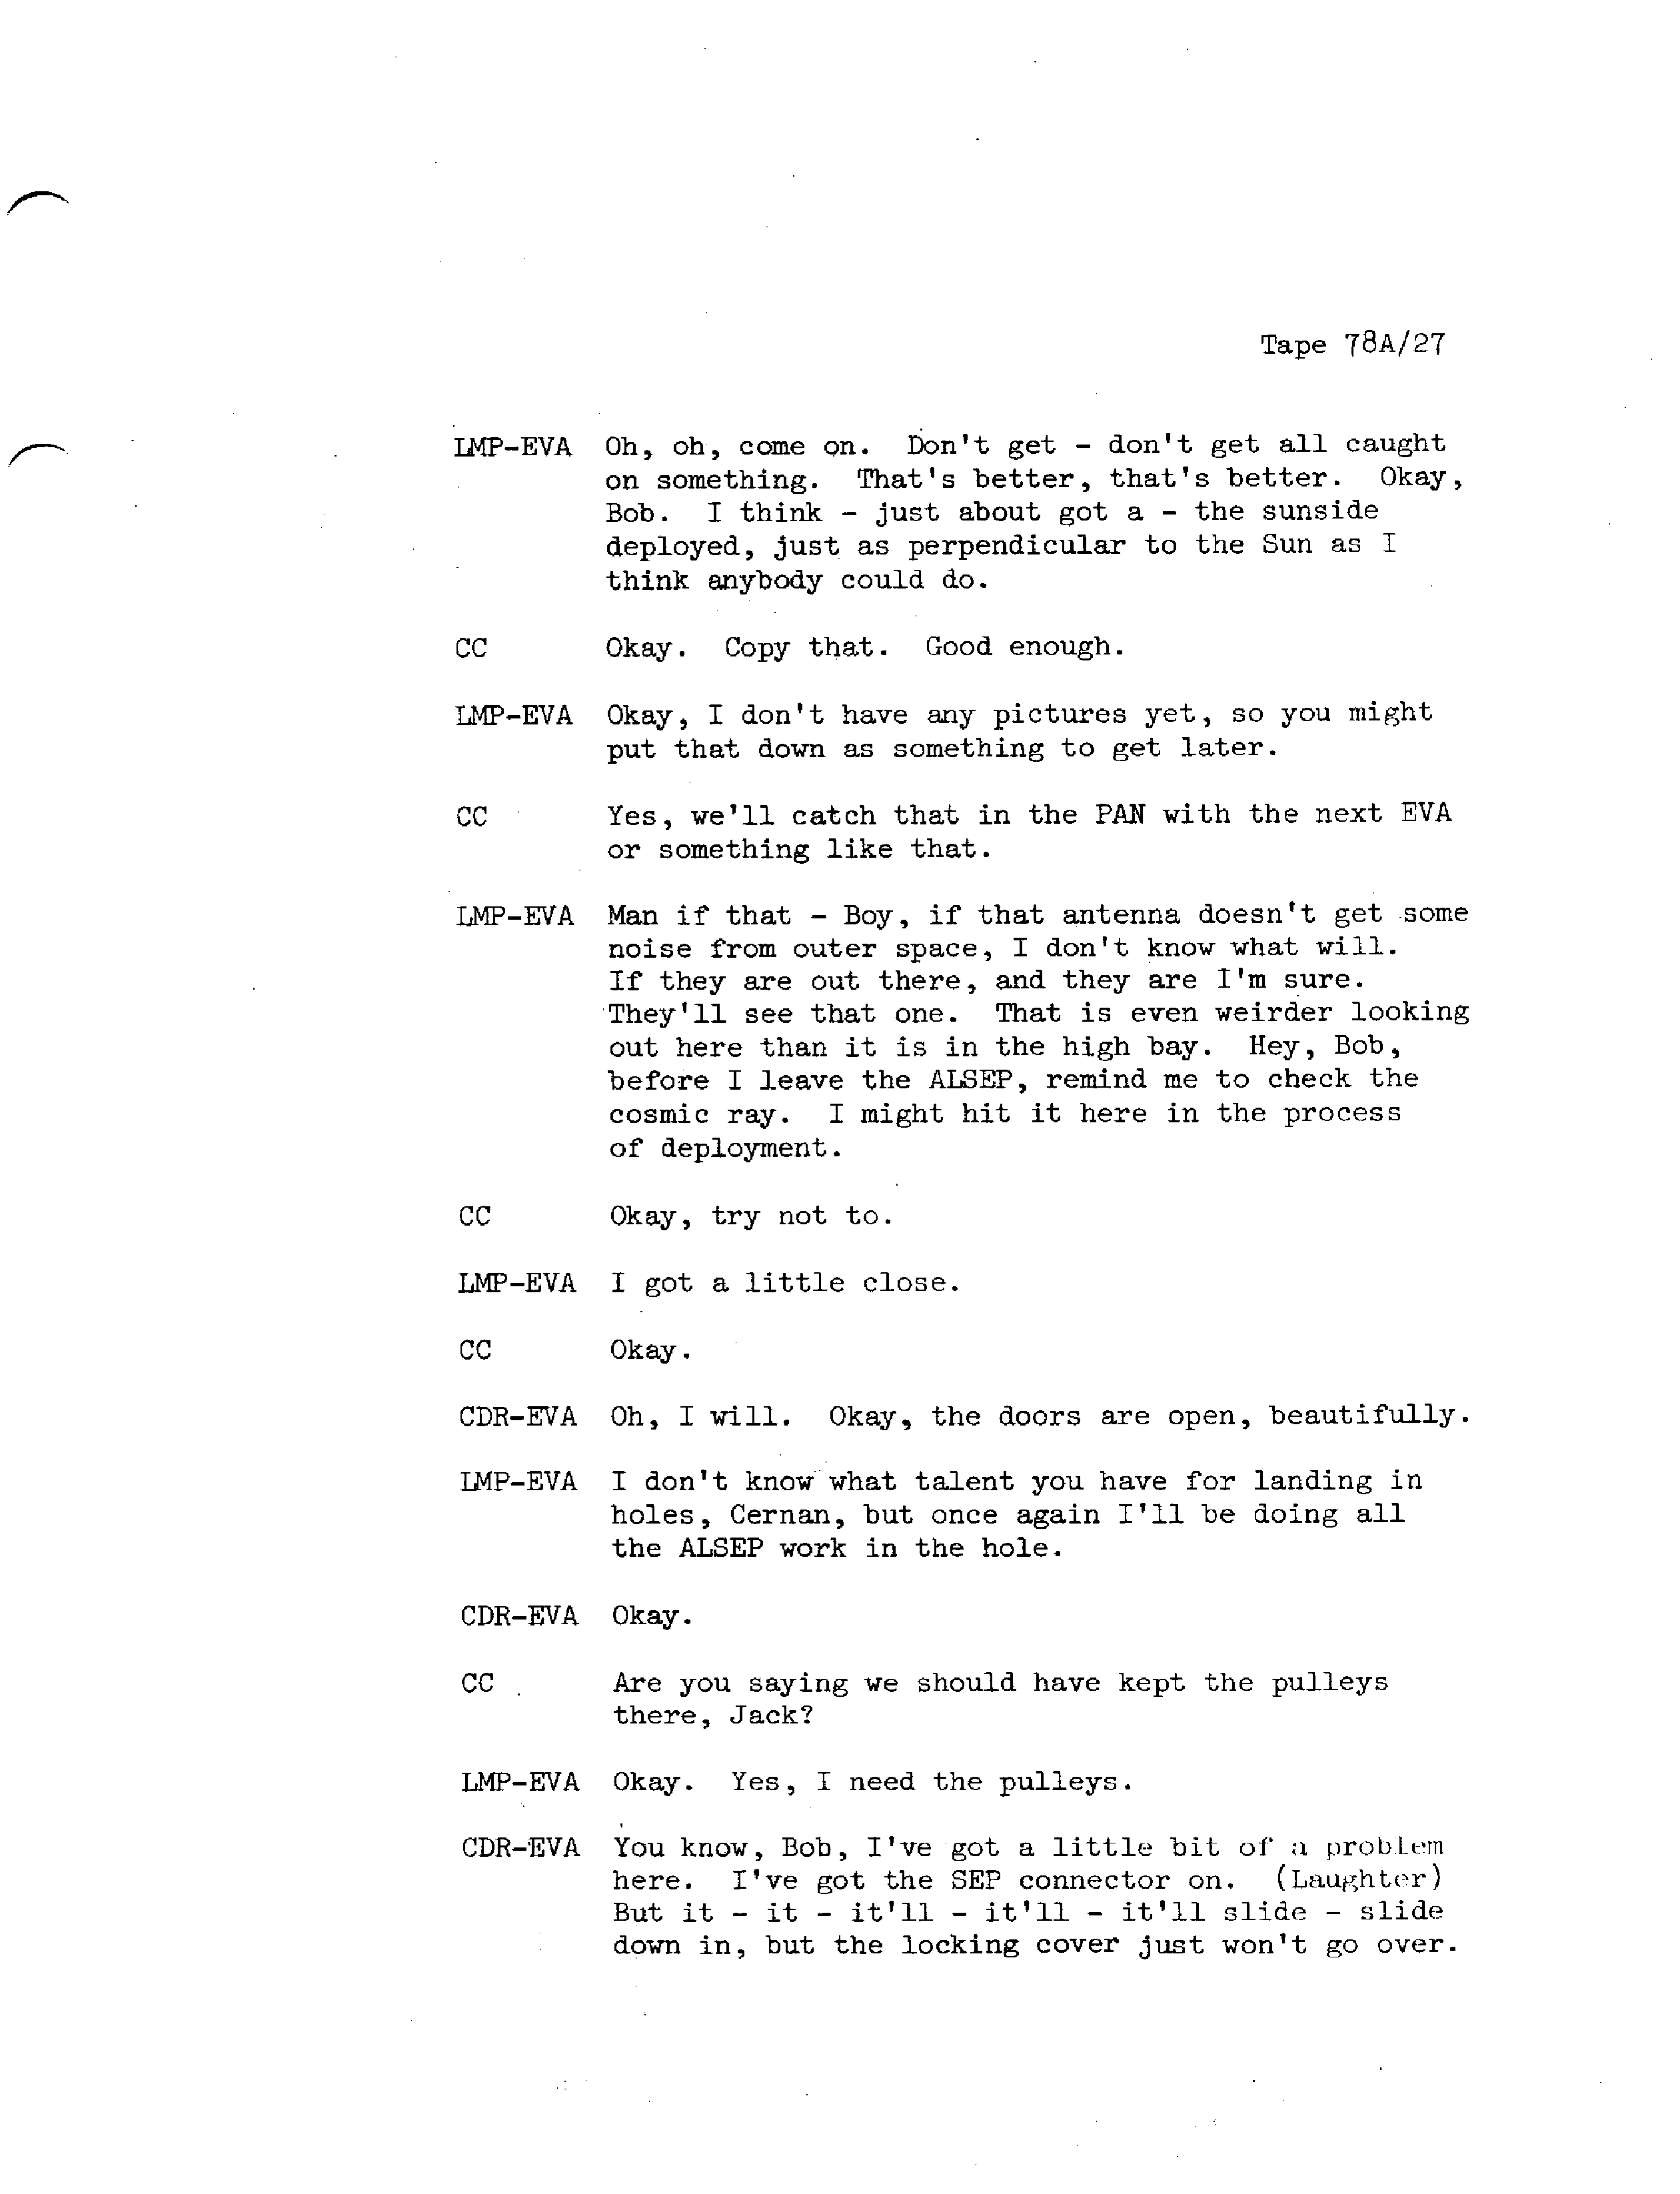 Tape 78A/27
LMP-EVA Oh, oh, come on. Don't get - don't get all caught
on something. That's better, that's better. Okay,
Bob. I think - just about got a - the sunside
deployed, just as perpendicular to the Sun as I
think anybody could do.
CC Okay. Copy that. Good enough.
LMP-EVA Okay, I don't have any pictures yet, so you might
put that down as something to get later.
CC Yes, we'll catch that in the PAN with the next EVA
or something like that.
LMP-EVA Man if that - Boy, if that antenna doesn't get some
noise from outer space, I don't know what will.
If they are out there, and they are I'm sure.
They'll see that one. That is even weirder looking
out here than it is in the high bay. Hey, Bob,
before I leave the ALSEP, remind me to check the
cosmic ray. I might hit it here in the process
of deployment.
CC Okay, try not to.
LMP-EVA I got a little close.
CC Okay.
CDR-EVA Oh, I will. Okay, the doors are open, beautifully.
LMP-EVA I don't know what talent you have for landing in
holes, Cernan, but once again I'll be doing all
the ALSEP work in the hole.
CDR-EVA Okay.
CC Are you saying we should have kept the pulleys
there, Jack?
LMP-EVA Okay. Yes, I need the pulleys.
CDR-EVA You know, Bob, I've got a little bit of a problem
here. I've got the SEP connector on. (Laughter)
But it - it - it'll - it'll - it'll slide - slide
down in, but the locking cover just won't go over.